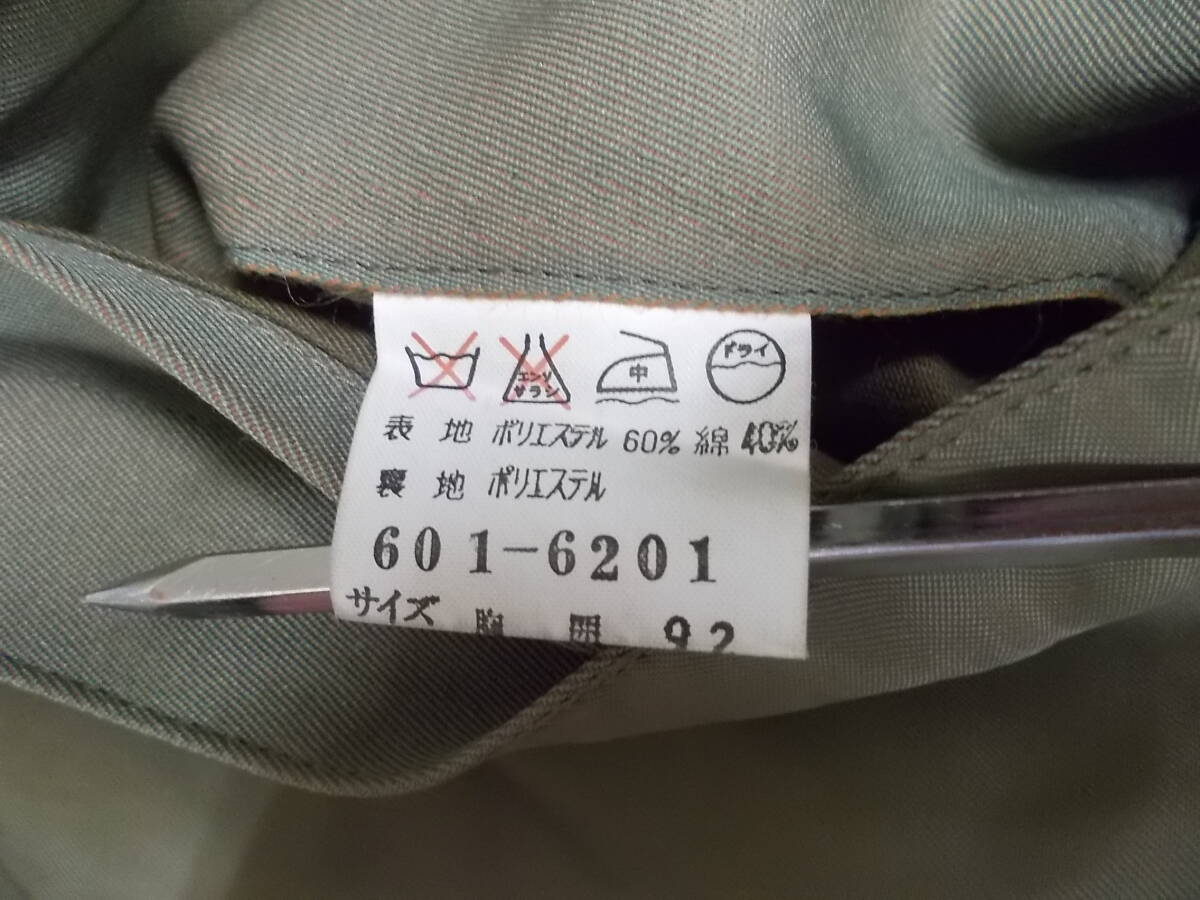 エンソ サラシ 中 ドライ
表 地 ポリエステル 60% 綿 40%
裏 地 ポリエステル
601-6201
サイズ 胸 囲 92